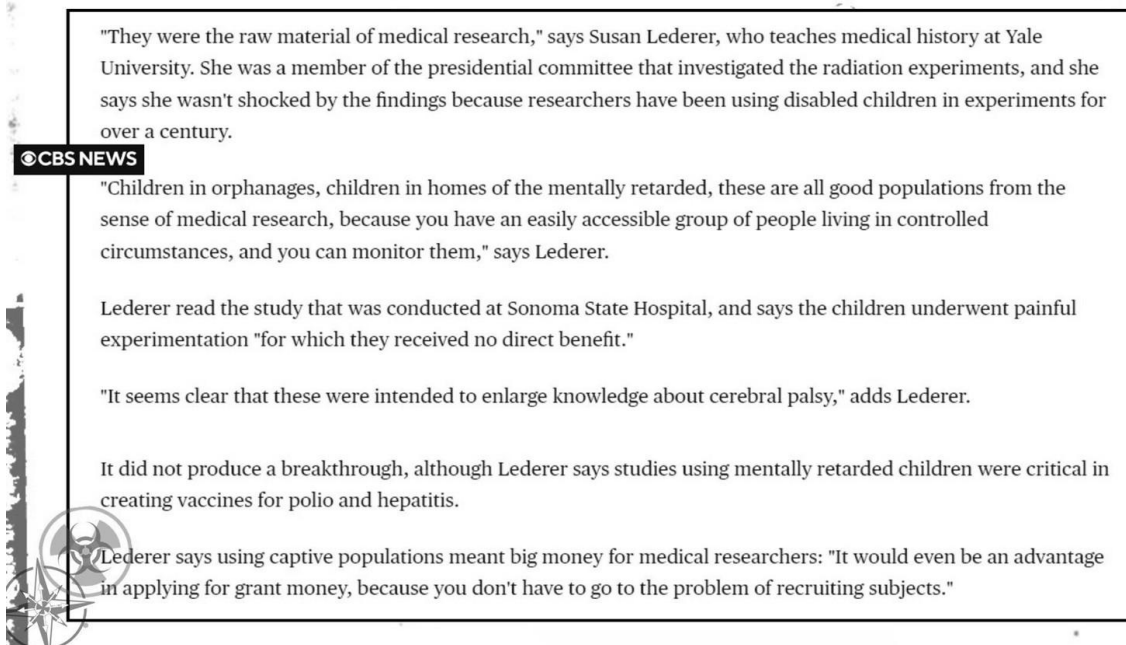 "They were the raw material of medical research," says Susan Lederer, who teaches medical history at Yale
University. She was a member of the presidential committee that investigated the radiation experiments, and she
says she wasn't shocked by the findings because researchers have been using disabled children in experiments for
over a century.
CBS NEWS
"Children in orphanages, children in homes of the mentally retarded, these are all good populations from the
sense of medical research, because you have an easily accessible group of people living in controlled
circumstances, and you can monitor them," says Lederer.
Lederer read the study that was conducted at Sonoma State Hospital, and says the children underwent painful
experimentation "for which they received no direct benefit."
"It seems clear that these were intended to enlarge knowledge about cerebral palsy," adds Lederer.
It did not produce a breakthrough, although Lederer says studies using mentally retarded children were critical in
creating vaccines for polio and hepatitis.
Lederer says using captive populations meant big money for medical researchers: "It would even be an advantage
in applying for grant money, because you don't have to go to the problem of recruiting subjects."